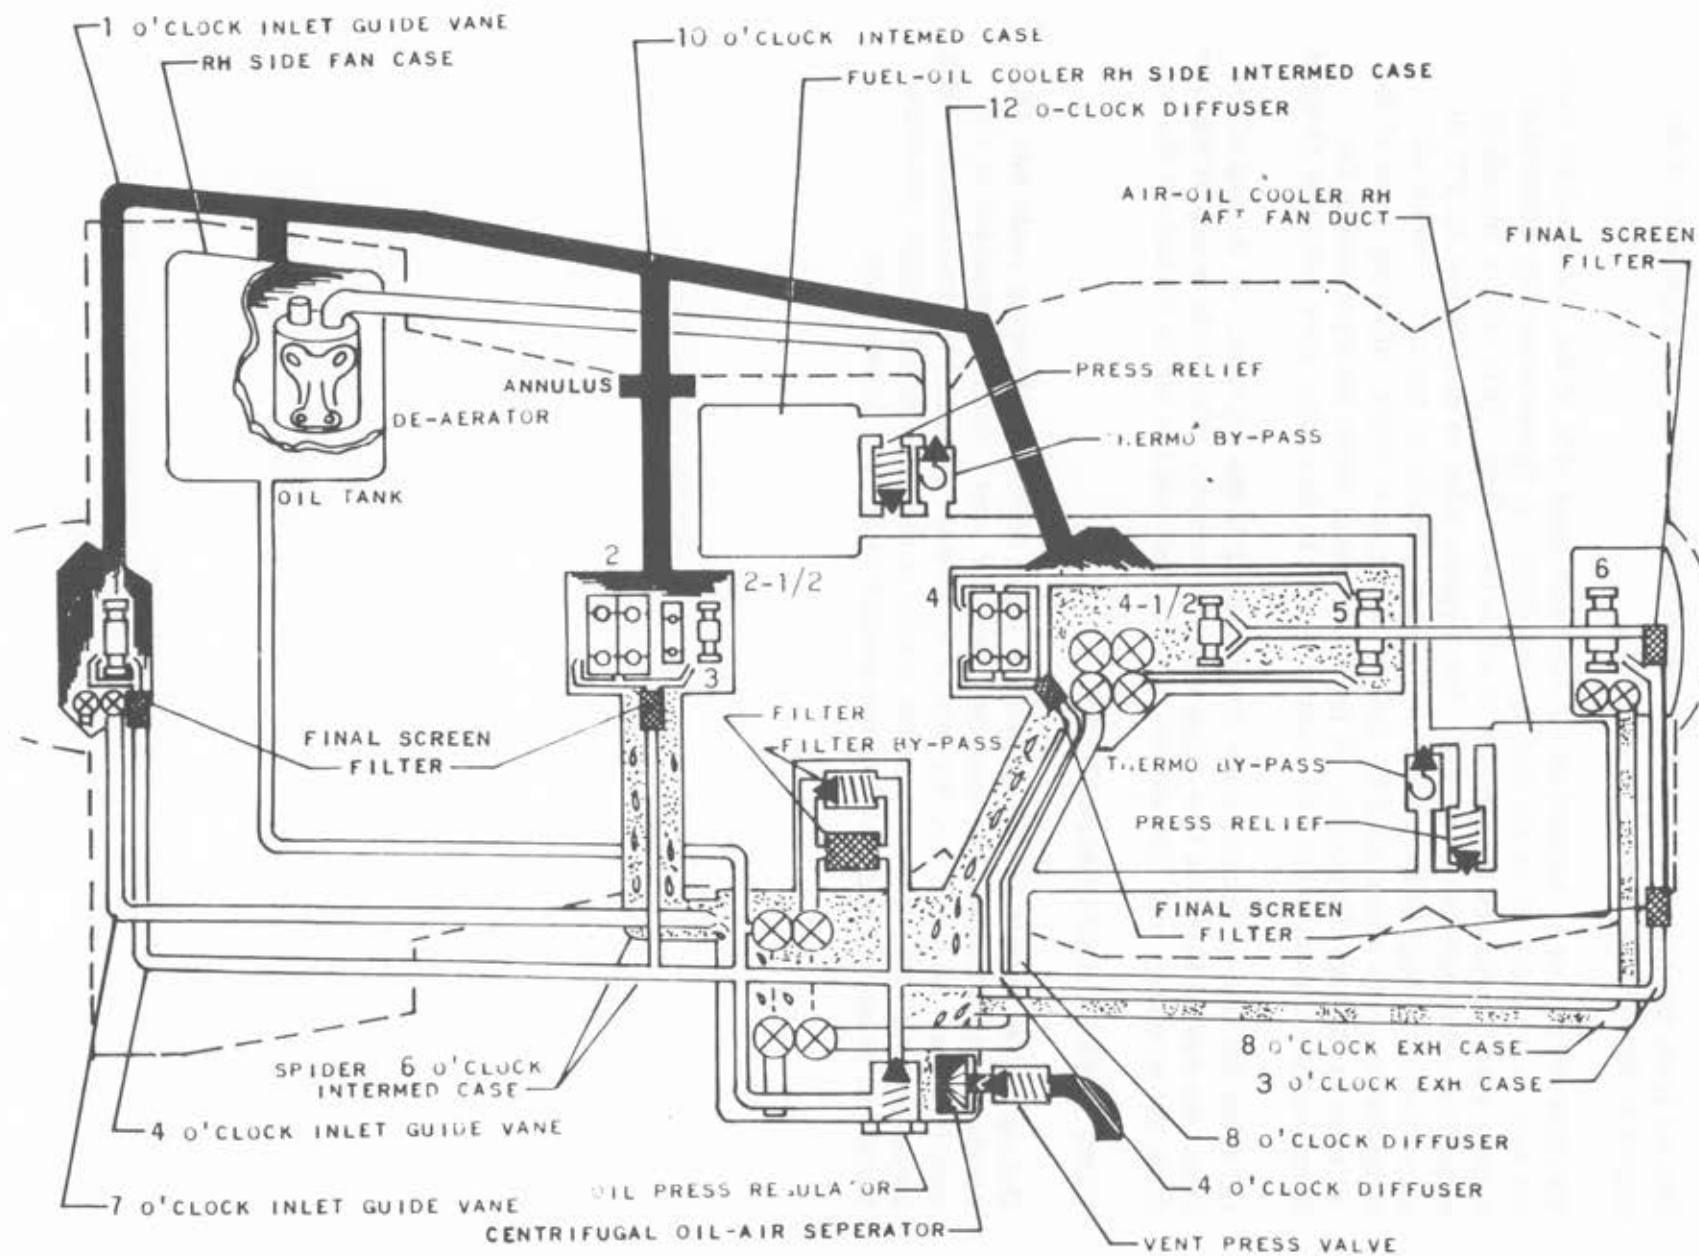 1 O'CLOCK INLET GUIDE VANE
RH SIDE FAN CASE
10 O'CLOCK INTEMED CASE
FUEL-OIL COOLER RH SIDE INTERMED CASE
12 O-CLOCK DIFFUSER
AIR-OIL COOLER RH
AFT FAN DUCT
FINAL SCREEN
FILTER
PRESS RELIEF
ANNULUS
DE-AERATOR
THERMO BY-PASS
OIL TANK
2
2-1/2
3
4
4-1/2
5
6
FINAL SCREEN
FILTER
FILTER
FILTER BY-PASS
THERMO BY-PASS
PRESS RELIEF
FINAL SCREEN
FILTER
SPIDER 6 O'CLOCK
INTERMED CASE
8 O'CLOCK EXH CASE
3 O'CLOCK EXH CASE
4 O'CLOCK INLET GUIDE VANE
8 O'CLOCK DIFFUSER
7 O'CLOCK INLET GUIDE VANE
OIL PRESS REGULATOR
4 O'CLOCK DIFFUSER
CENTRIFUGAL OIL-AIR SEPERATOR
VENT PRESS VALVE